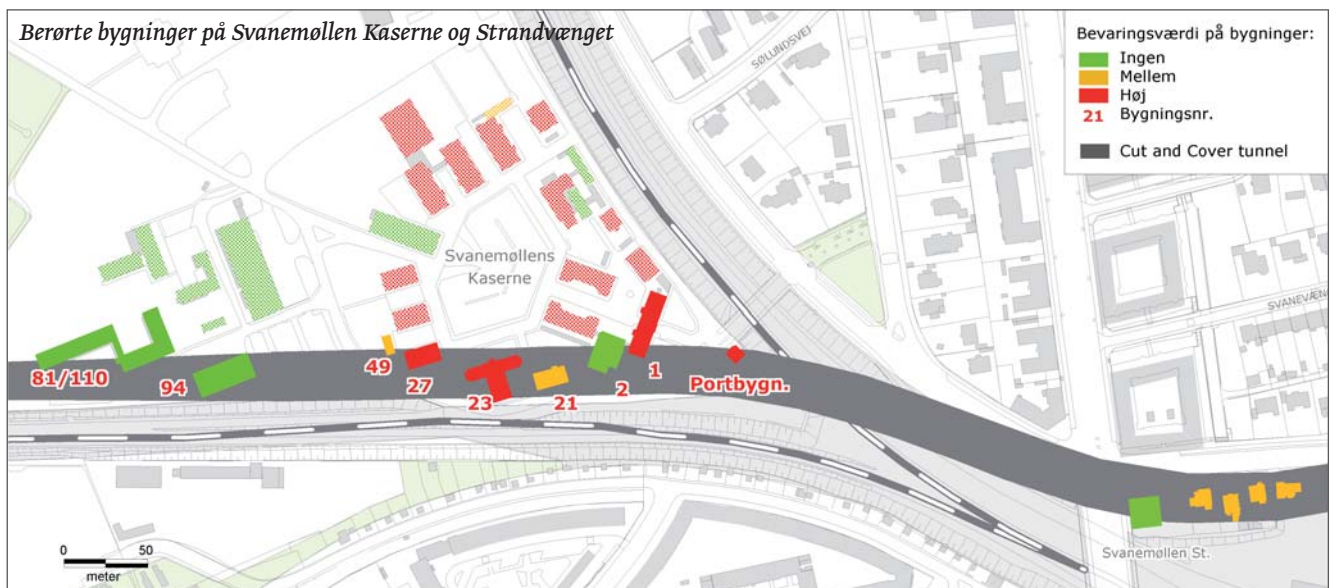 Berørte bygninger på Svanemøllen Kaserne og Strandvænget
Bevaringsværdi på bygninger:
Ingen
Mellem
Høj
21 Bygningsnr.
Cut and Cover tunnel
SØLUNDSVEJ
Svanemøllens
Kaserne
SVANEVÆN
81/110
94
49
27
23
21
2
1
Portbygn.
Svanemøllen St.
0 50
meter